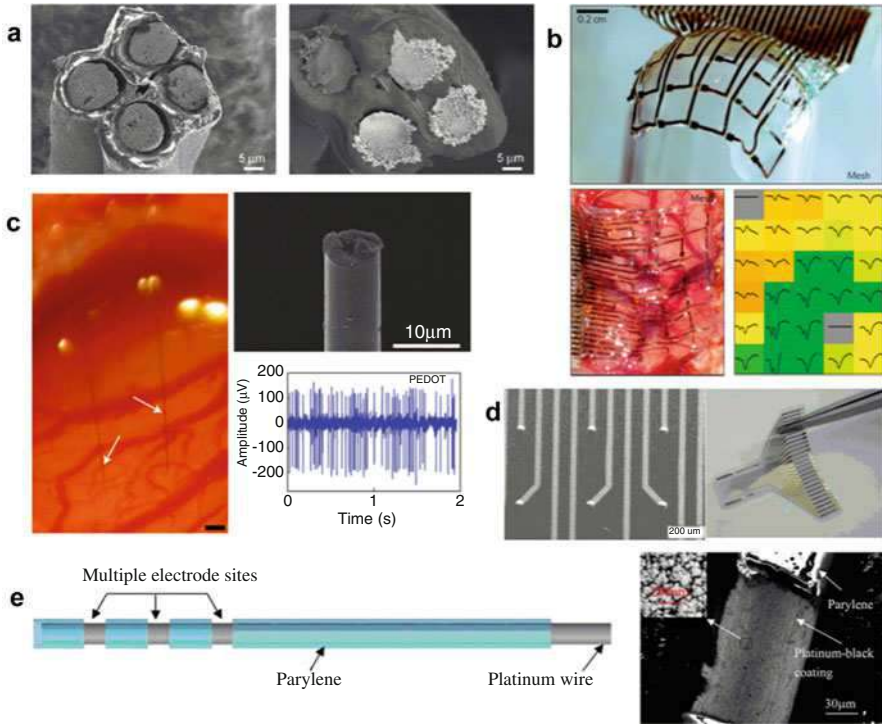 a
5 µm
5 µm
b
0.2 cm
Mesh
Mesh
c
10µm
PEDOT
Amplitude (µV)
200
100
0
-100
-200
0
1
2
Time (s)
d
200 um
e
Multiple electrode sites
Parylene
Platinum wire
Parylene
Platinum-black
coating
30µm